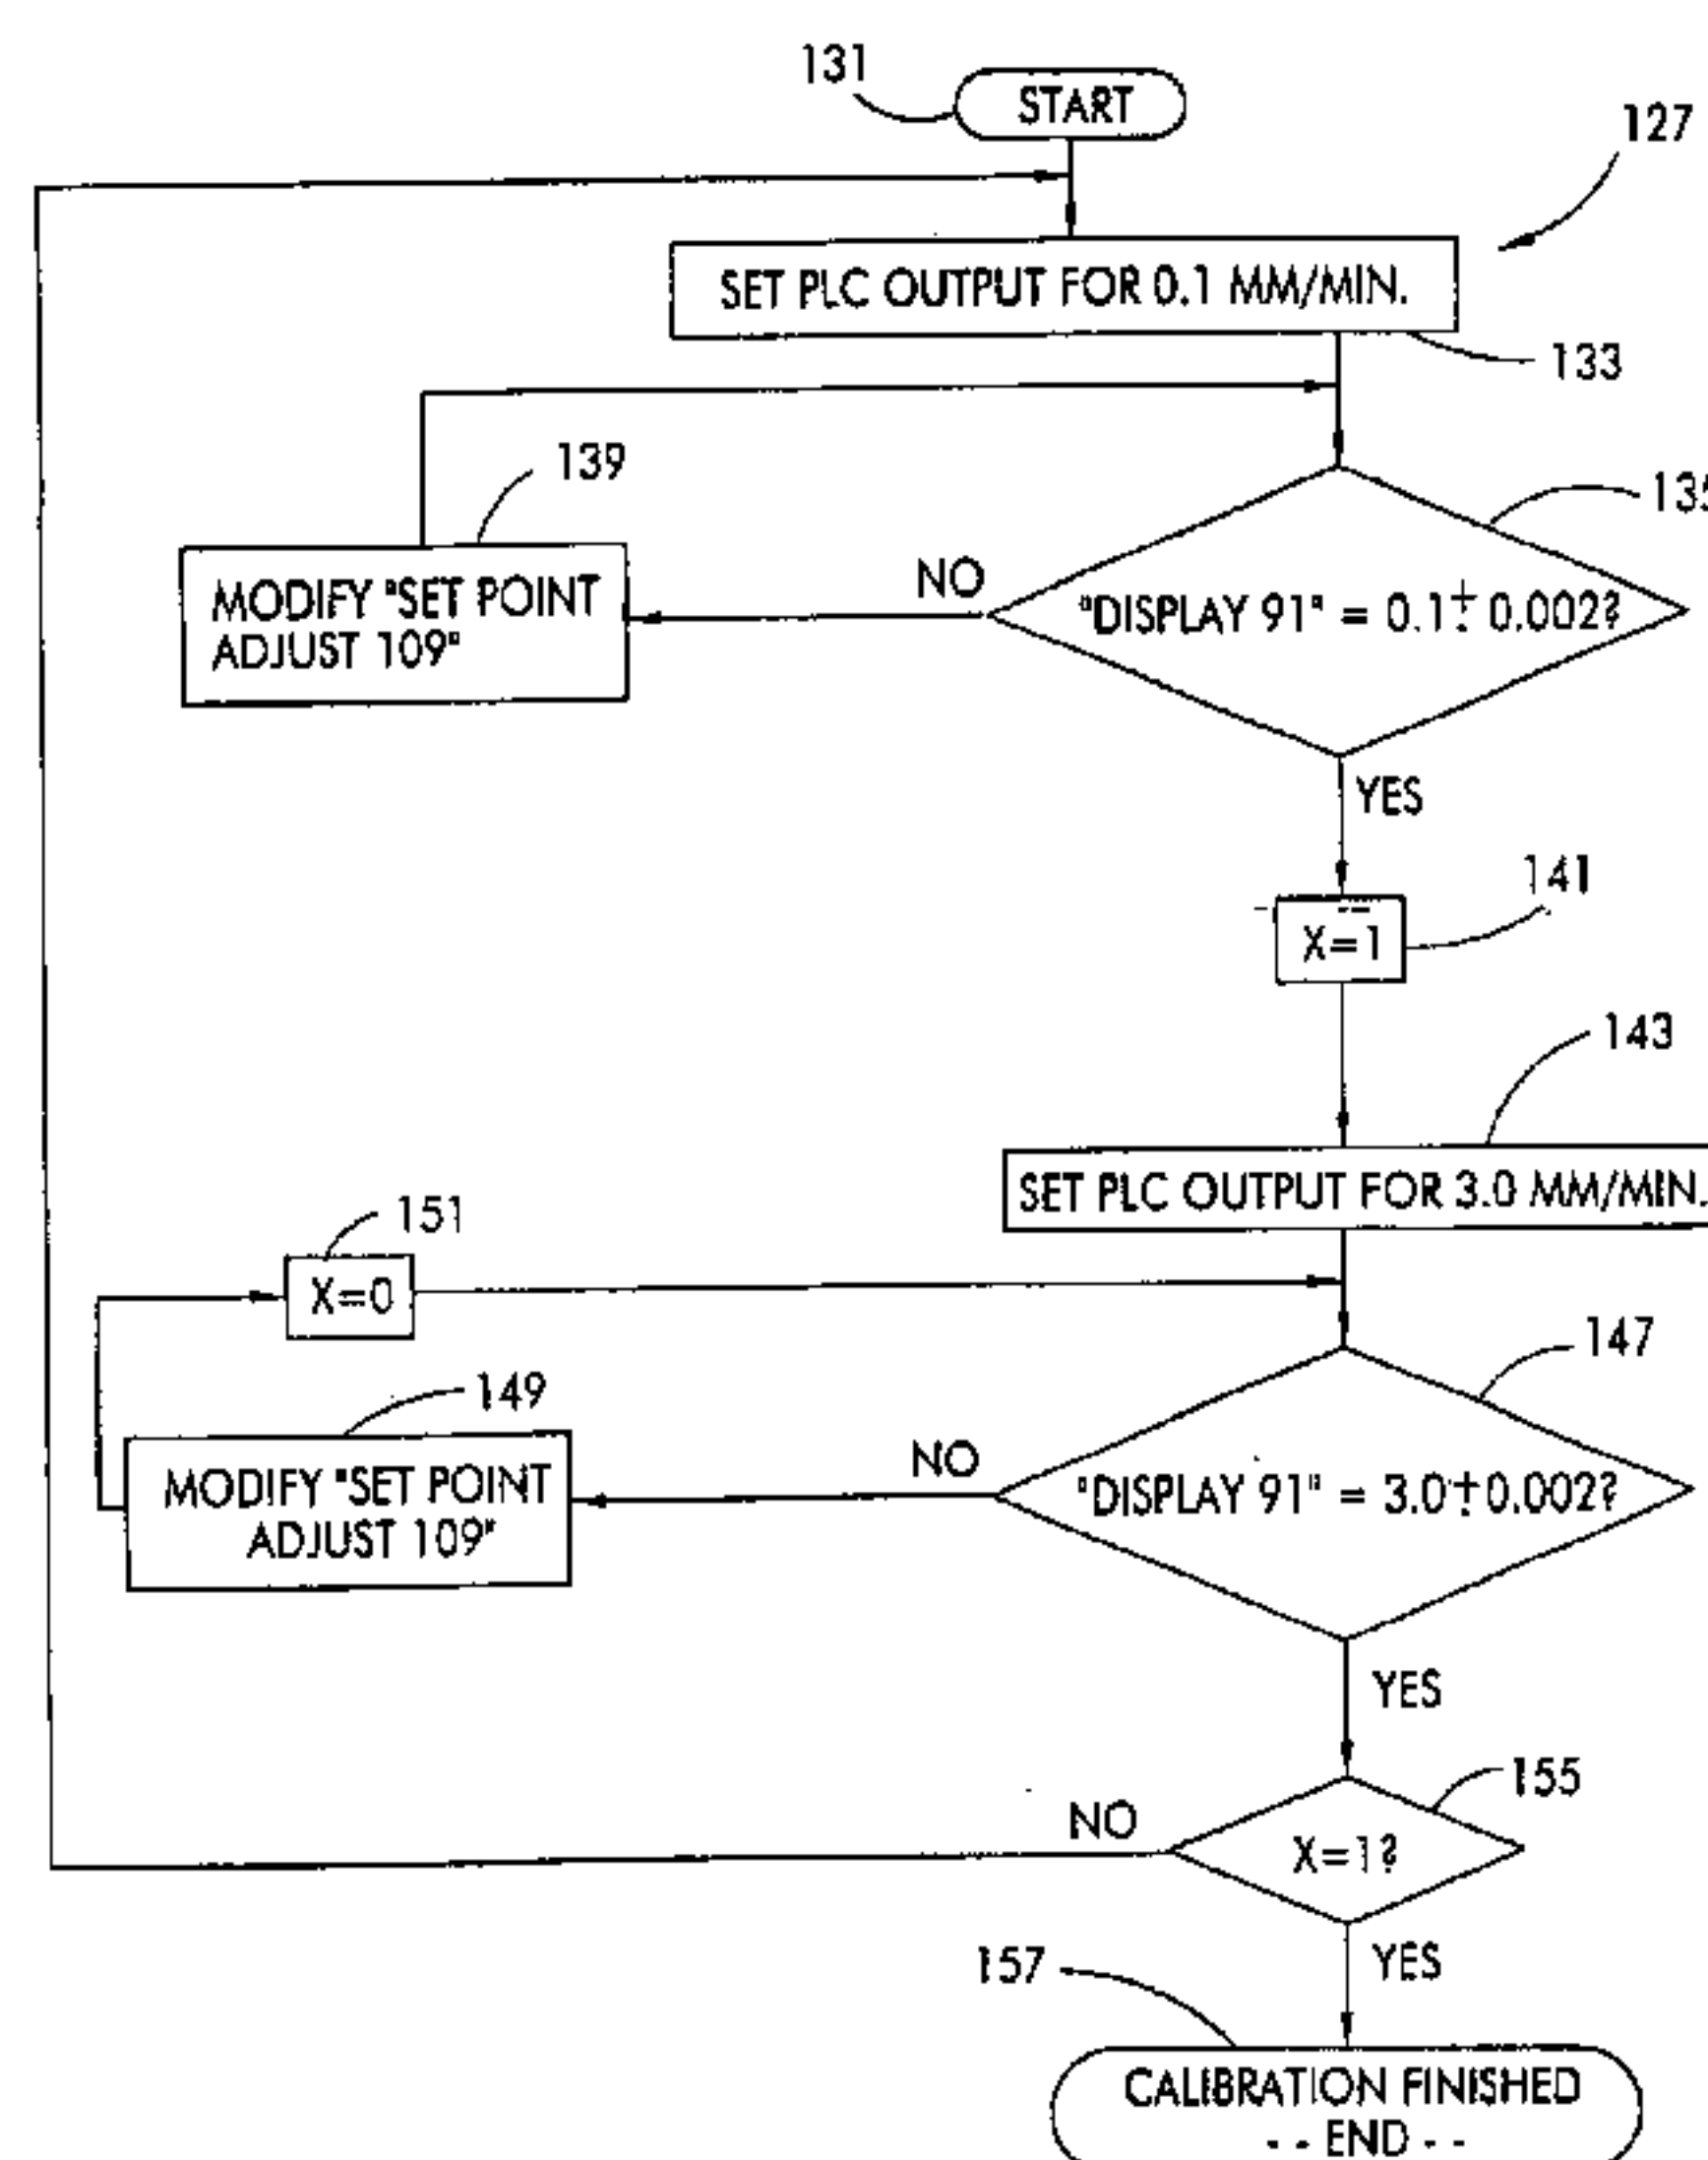 131
START
127
SET PLC OUTPUT FOR 0.1 MM/MIN.
133
139
MODIFY "SET POINT
ADJUST 109"
NO
"DISPLAY 91" = 0.1 ± 0.002?
YES
141
X=1
143
SET PLC OUTPUT FOR 3.0 MM/MIN.
151
X=0
147
149
MODIFY "SET POINT
ADJUST 109"
NO
"DISPLAY 91" = 3.0 ± 0.002?
YES
155
NO
X=1?
YES
157
CALIBRATION FINISHED
- - END - -